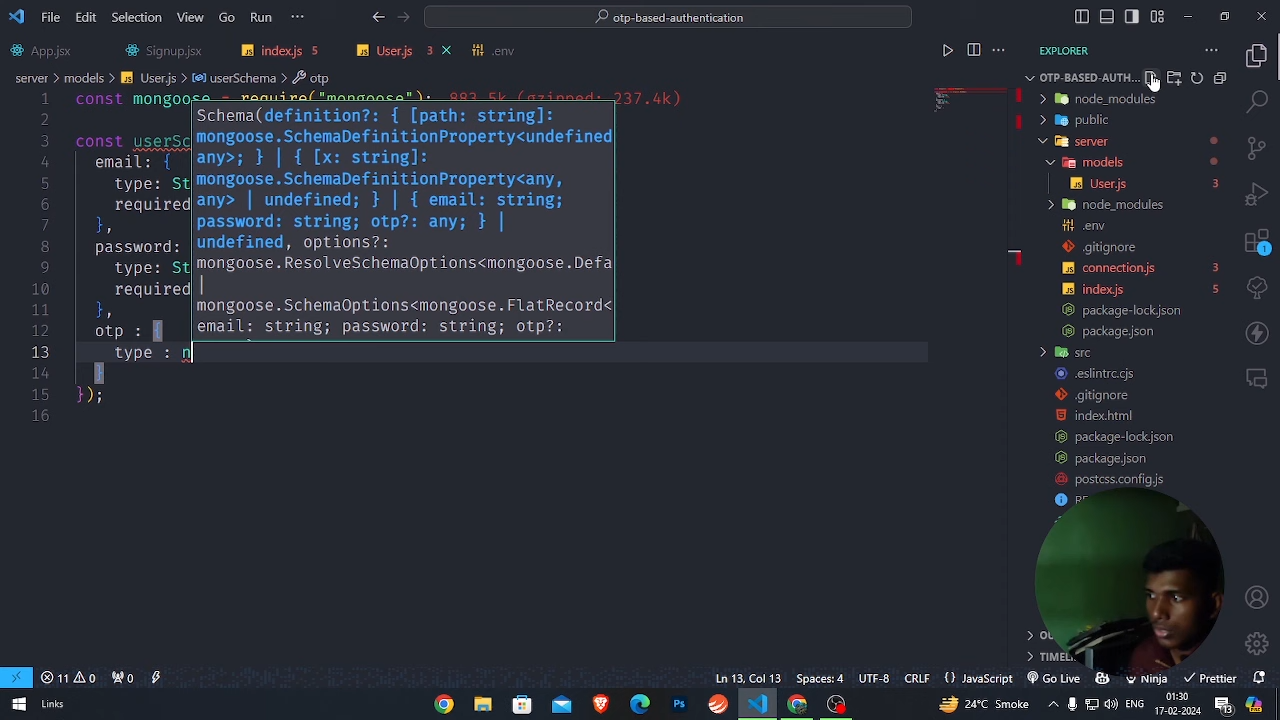 File Edit Selection View Go Run ··· otp-based-authentication
App.jsx Signup.jsx index.js 5 User.js 3 .env
EXPLORER
server > models > User.js > userSchema > otp
OTP-BASED-AUTH...
1 const mongoose = require("mongoose"); 883.5k (gzipped: 237.4k)
2
3 const userSc
4 email: {
5 type: St
6 required
7 },
8 password:
9 type: St
10 required
11 },
12 otp : {
13 type : n
14 }
15 });
16
Schema(definition?: { [path: string]:
mongoose.SchemaDefinitionProperty<undefined
any>; } | { [x: string]:
mongoose.SchemaDefinitionProperty<any,
any> | undefined; } | { email: string;
password: string; otp?: any; } |
undefined, options?:
mongoose.ResolveSchemaOptions<mongoose.Defa
|
mongoose.SchemaOptions<mongoose.FlatRecord<
email: string; password: string; otp?:
node_modules
public
server
models
User.js 3
node_modules
.env
.gitignore
connection.js 3
index.js 5
package-lock.json
package.json
src
.eslintrc.cjs
.gitignore
index.html
package-lock.json
package.json
postcss.config.js
OU
TIMEL
1
11 0 0 Ln 13, Col 13 Spaces: 4 UTF-8 CRLF {} JavaScript Go Live Ninja Prettier
Links 24°C Smoke ENG 01:30
17-02-2024